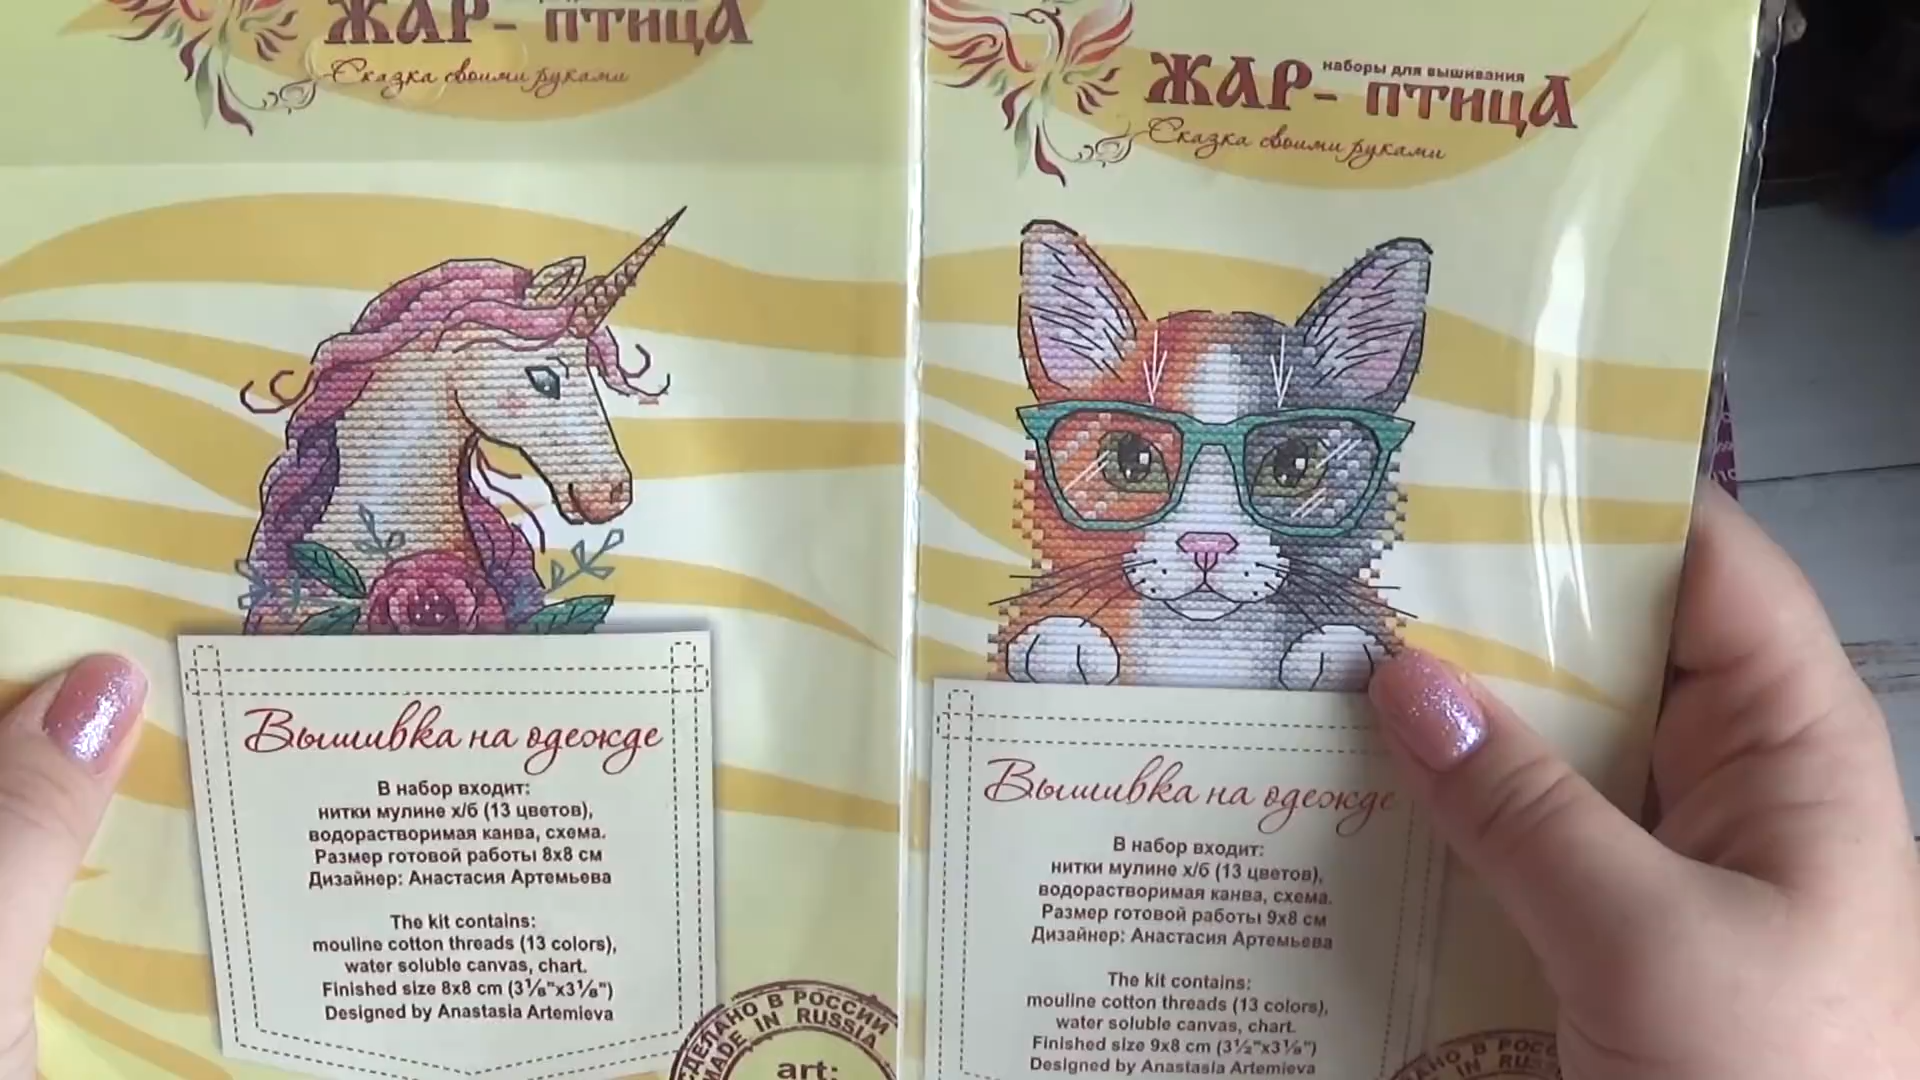 ЖАР- ПТИЦА
Сказка своими руками
Вышивка на одежде
В набор входит:
нитки мулине х/б (13 цветов),
водорастворимая канва, схема.
Размер готовой работы 8х8 см
Дизайнер: Анастасия Артемьева
The kit contains:
mouline cotton threads (13 colors),
water soluble canvas, chart.
Finished size 8x8 cm (3⅛"x3⅛")
Designed by Anastasia Artemieva
СДЕЛАНО В РОССИИ
MADE IN RUSSIA
art:
наборы для вышивания
ЖАР- ПТИЦА
Сказка своими руками
Вышивка на одежде
В набор входит:
нитки мулине х/б (13 цветов),
водорастворимая канва, схема.
Размер готовой работы 9х8 см
Дизайнер: Анастасия Артемьева
The kit contains:
mouline cotton threads (13 colors),
water soluble canvas, chart.
Finished size 9x8 cm (3½"x3⅛")
Designed by Anastasia Artemieva